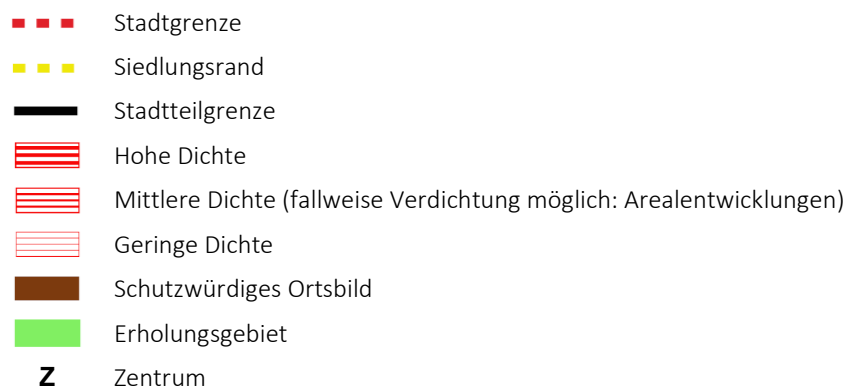 Stadtgrenze
Siedlungsrand
Stadtteilgrenze
Hohe Dichte
Mittlere Dichte (fallweise Verdichtung möglich: Arealentwicklungen)
Geringe Dichte
Schutzwürdiges Ortsbild
Erholungsgebiet
Z Zentrum